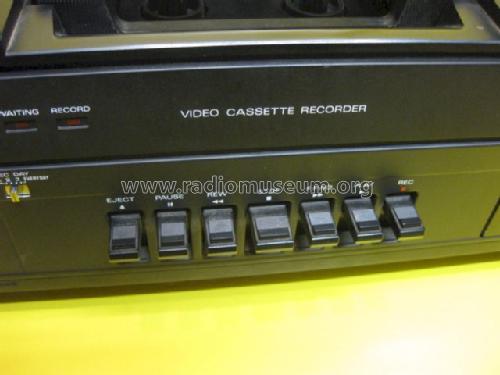 WAITING RECORD
VIDEO CASSETTE RECORDER
www.radiomuseum.org
EJECT PAUSE REW REC